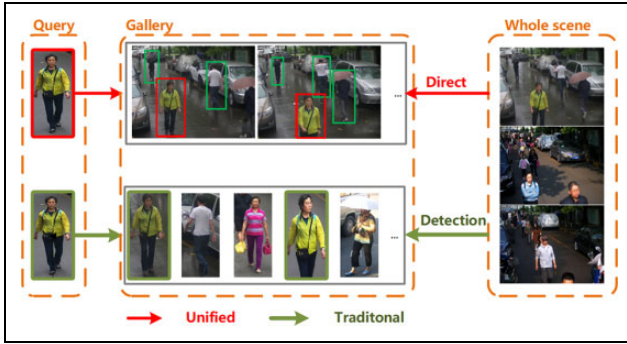 Query
Gallery
Whole scene
Direct
...
Detection
...
Unified
Traditonal